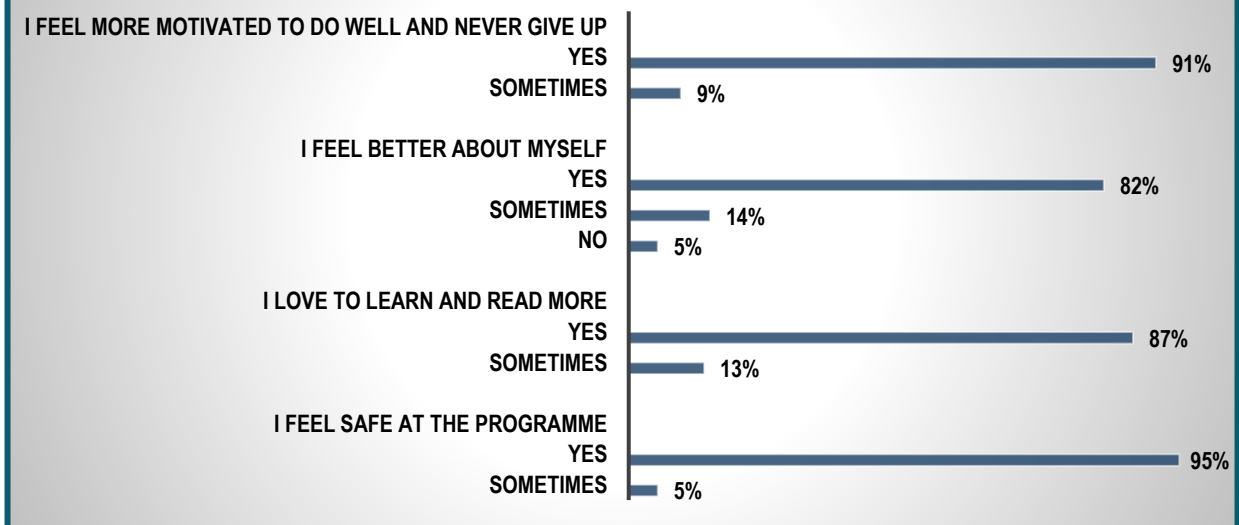 I FEEL MORE MOTIVATED TO DO WELL AND NEVER GIVE UP
YES 91%
SOMETIMES 9%
I FEEL BETTER ABOUT MYSELF
YES 82%
SOMETIMES 14%
NO 5%
I LOVE TO LEARN AND READ MORE
YES 87%
SOMETIMES 13%
I FEEL SAFE AT THE PROGRAMME
YES 95%
SOMETIMES 5%